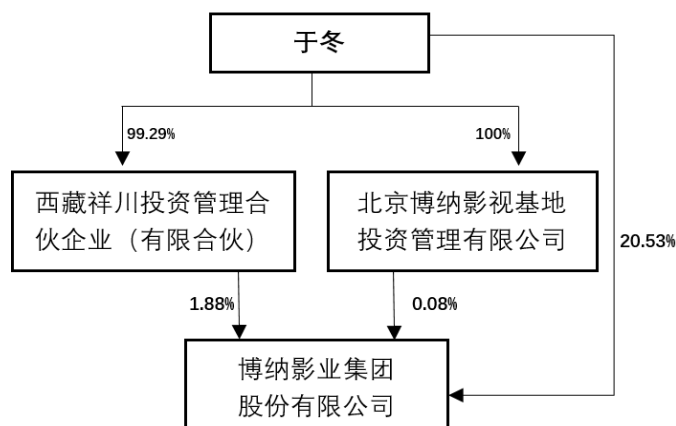 于冬
99.29%
100%
西藏祥川投资管理合
伙企业（有限合伙）
北京博纳影视基地
投资管理有限公司
20.53%
1.88%
0.08%
博纳影业集团
股份有限公司